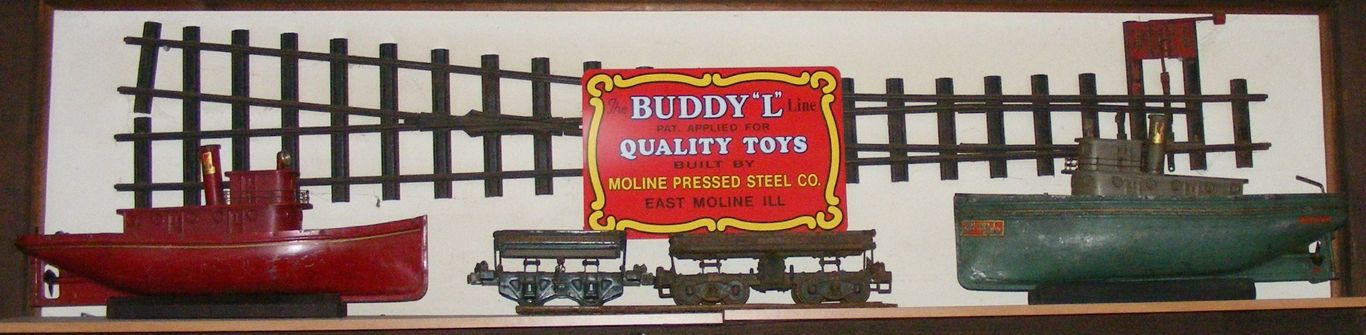 The BUDDY "L" Line
PAT. APPLIED FOR
QUALITY TOYS
BUILT BY
MOLINE PRESSED STEEL CO.
EAST MOLINE ILL